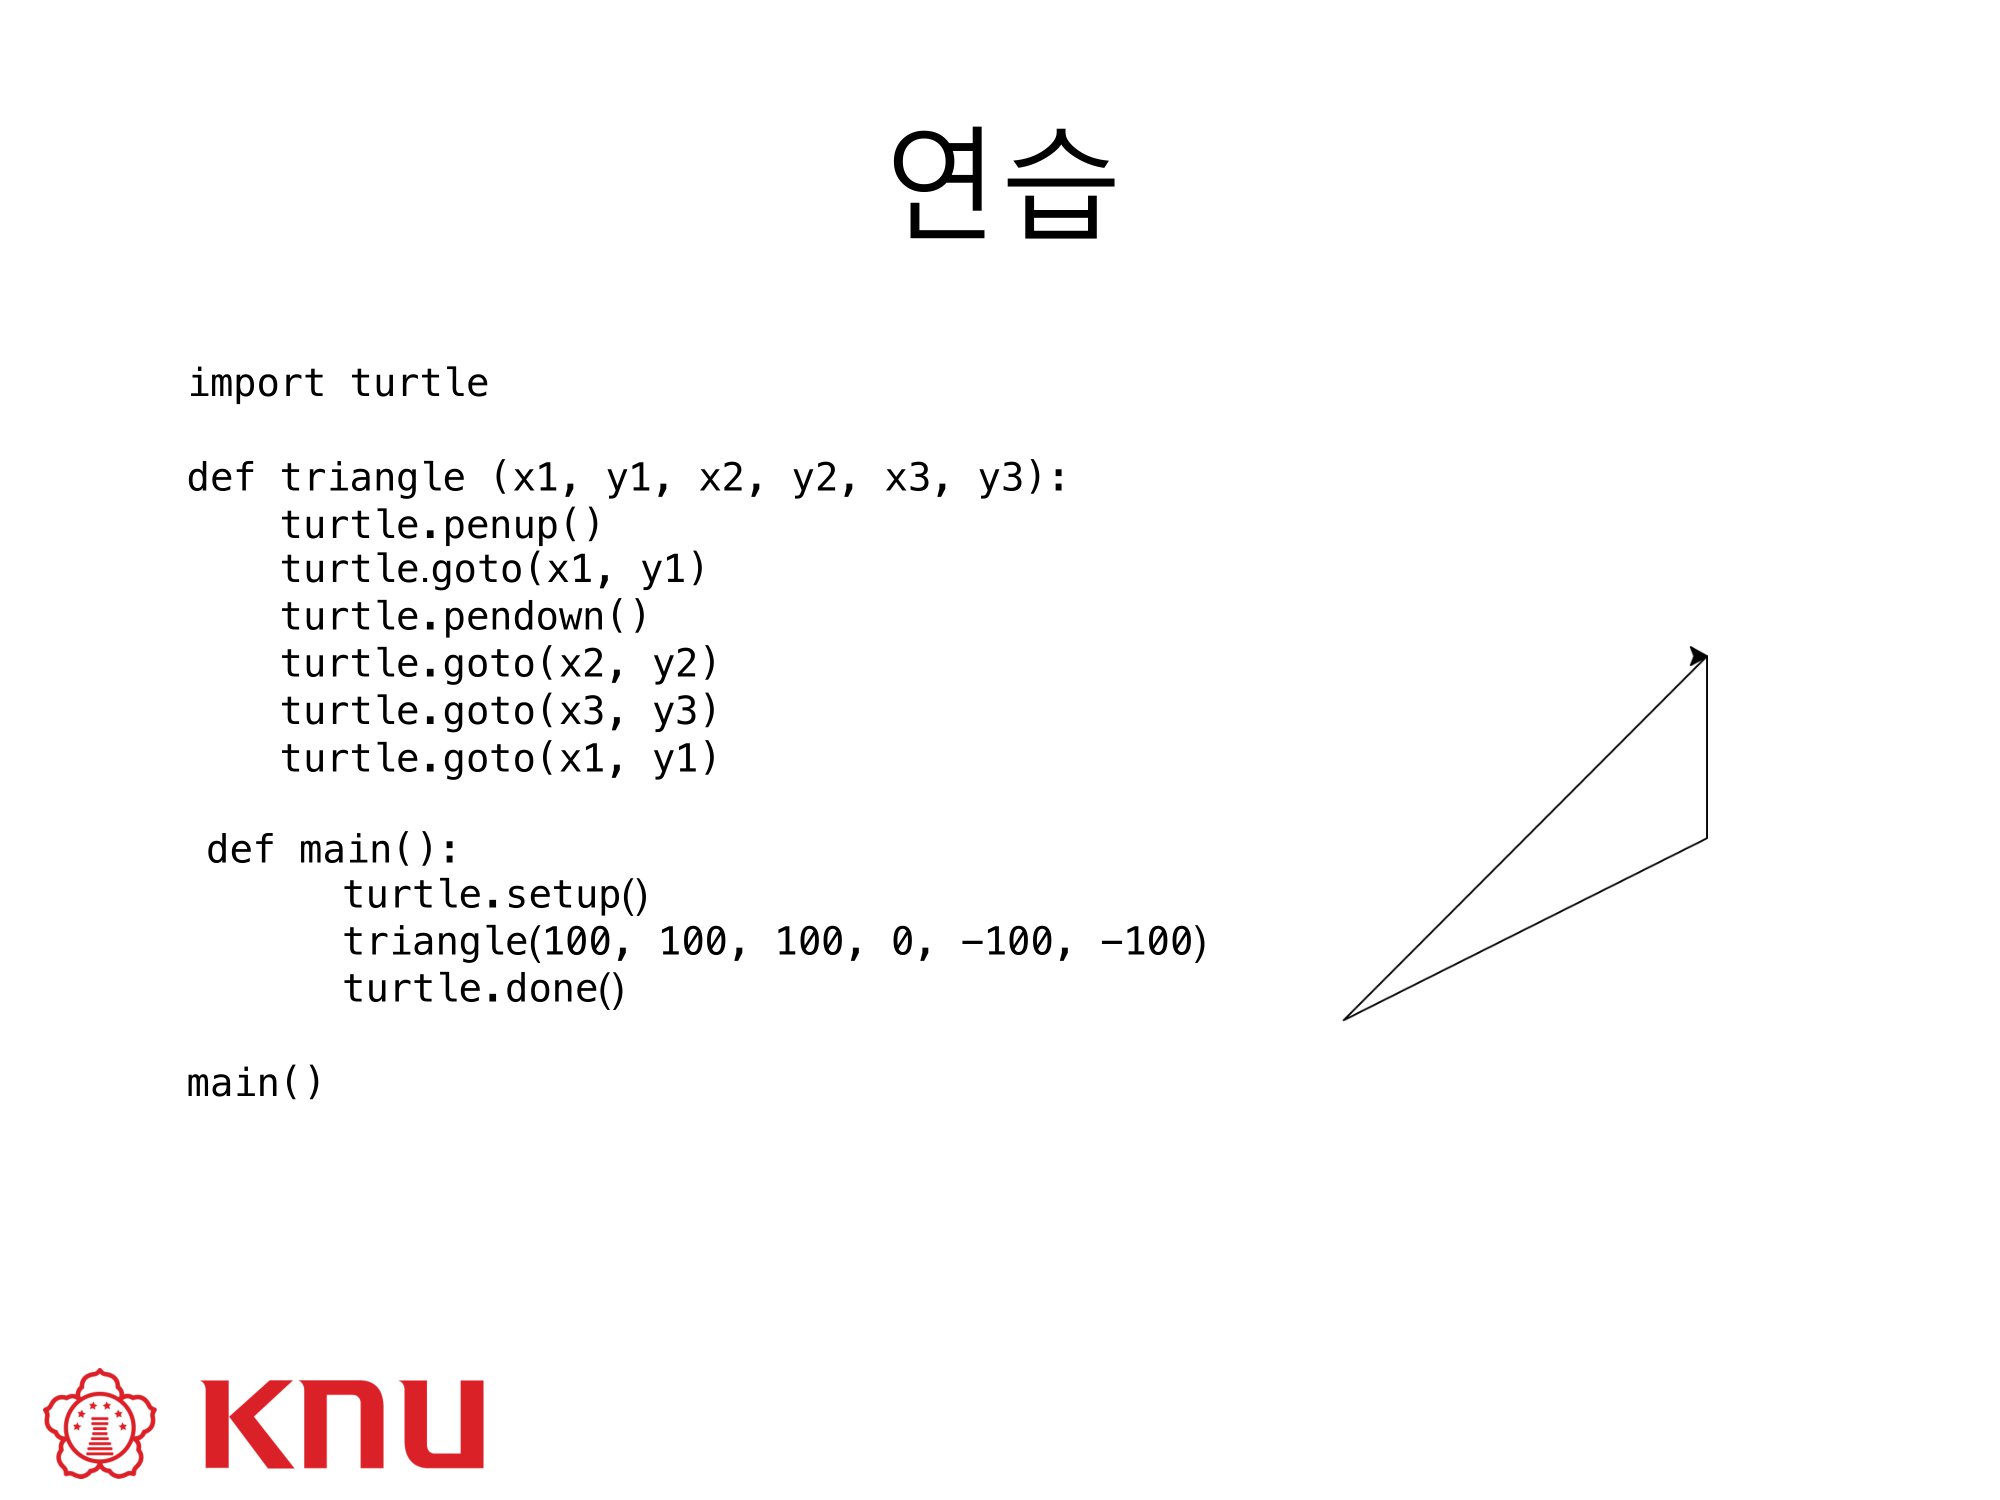 연습
import turtle
def triangle (x1, y1, x2, y2, x3, y3):
    turtle.penup()
    turtle.goto(x1, y1)
    turtle.pendown()
    turtle.goto(x2, y2)
    turtle.goto(x3, y3)
    turtle.goto(x1, y1)
def main():
    turtle.setup()
    triangle(100, 100, 100, 0, −100, −100)
    turtle.done()
main()
KNU